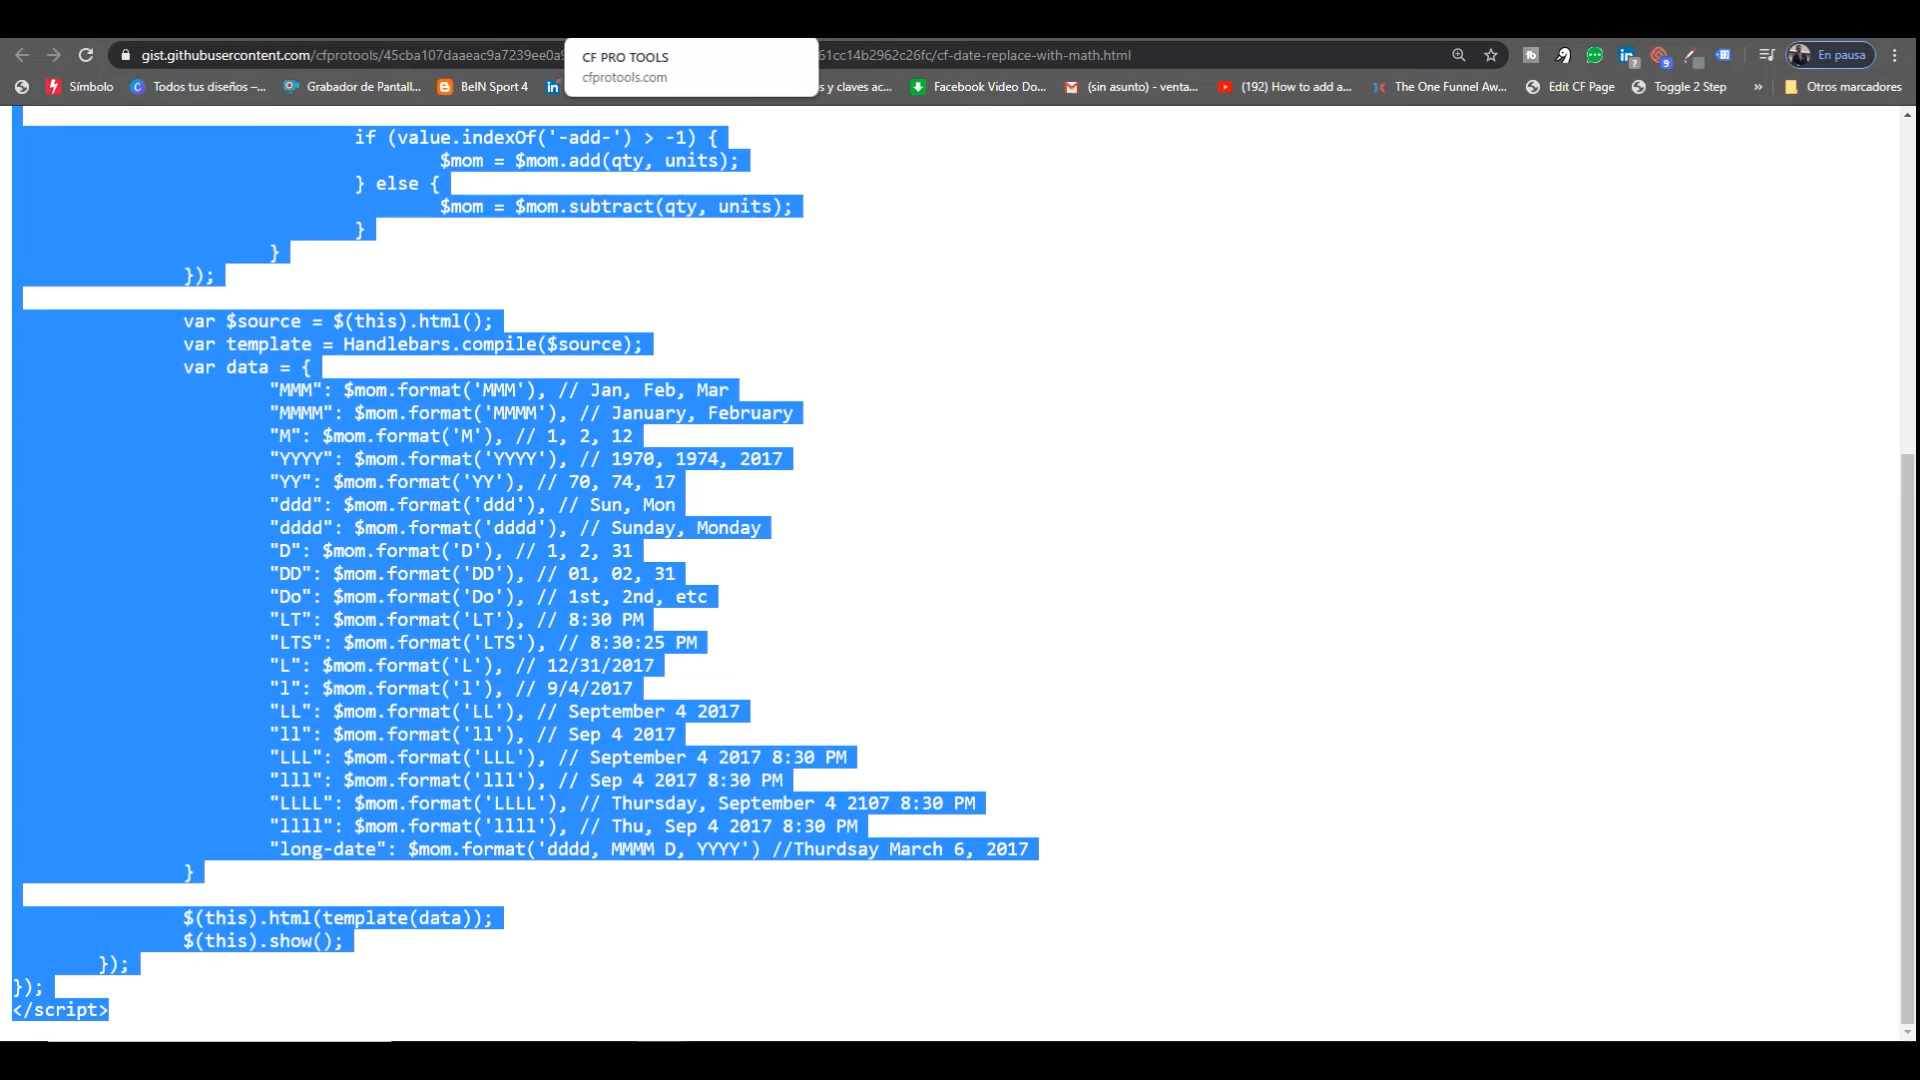 gist.githubusercontent.com/cfprotools/45cba107daaeac9a7239ee0a 61cc14b2962c26fc/cf-date-replace-with-math.html
CF PRO TOOLS
cfprotools.com
En pausa
Símbolo
Todos tus diseños –...
Grabador de Pantall...
BeIN Sport 4
s y claves ac...
Facebook Video Do...
(sin asunto) - venta...
(192) How to add a...
The One Funnel Aw...
Edit CF Page
Toggle 2 Step
»
Otros marcadores
if (value.indexOf('-add-') > -1) {
$mom = $mom.add(qty, units);
} else {
$mom = $mom.subtract(qty, units);
}
}
});
var $source = $(this).html();
var template = Handlebars.compile($source);
var data = {
"MMM": $mom.format('MMM'), // Jan, Feb, Mar
"MMMM": $mom.format('MMMM'), // January, February
"M": $mom.format('M'), // 1, 2, 12
"YYYY": $mom.format('YYYY'), // 1970, 1974, 2017
"YY": $mom.format('YY'), // 70, 74, 17
"ddd": $mom.format('ddd'), // Sun, Mon
"dddd": $mom.format('dddd'), // Sunday, Monday
"D": $mom.format('D'), // 1, 2, 31
"DD": $mom.format('DD'), // 01, 02, 31
"Do": $mom.format('Do'), // 1st, 2nd, etc
"LT": $mom.format('LT'), // 8:30 PM
"LTS": $mom.format('LTS'), // 8:30:25 PM
"L": $mom.format('L'), // 12/31/2017
"l": $mom.format('l'), // 9/4/2017
"LL": $mom.format('LL'), // September 4 2017
"ll": $mom.format('ll'), // Sep 4 2017
"LLL": $mom.format('LLL'), // September 4 2017 8:30 PM
"lll": $mom.format('lll'), // Sep 4 2017 8:30 PM
"LLLL": $mom.format('LLLL'), // Thursday, September 4 2107 8:30 PM
"llll": $mom.format('llll'), // Thu, Sep 4 2017 8:30 PM
"long-date": $mom.format('dddd, MMMM D, YYYY') //Thurdsay March 6, 2017
}
$(this).html(template(data));
$(this).show();
});
});
</script>